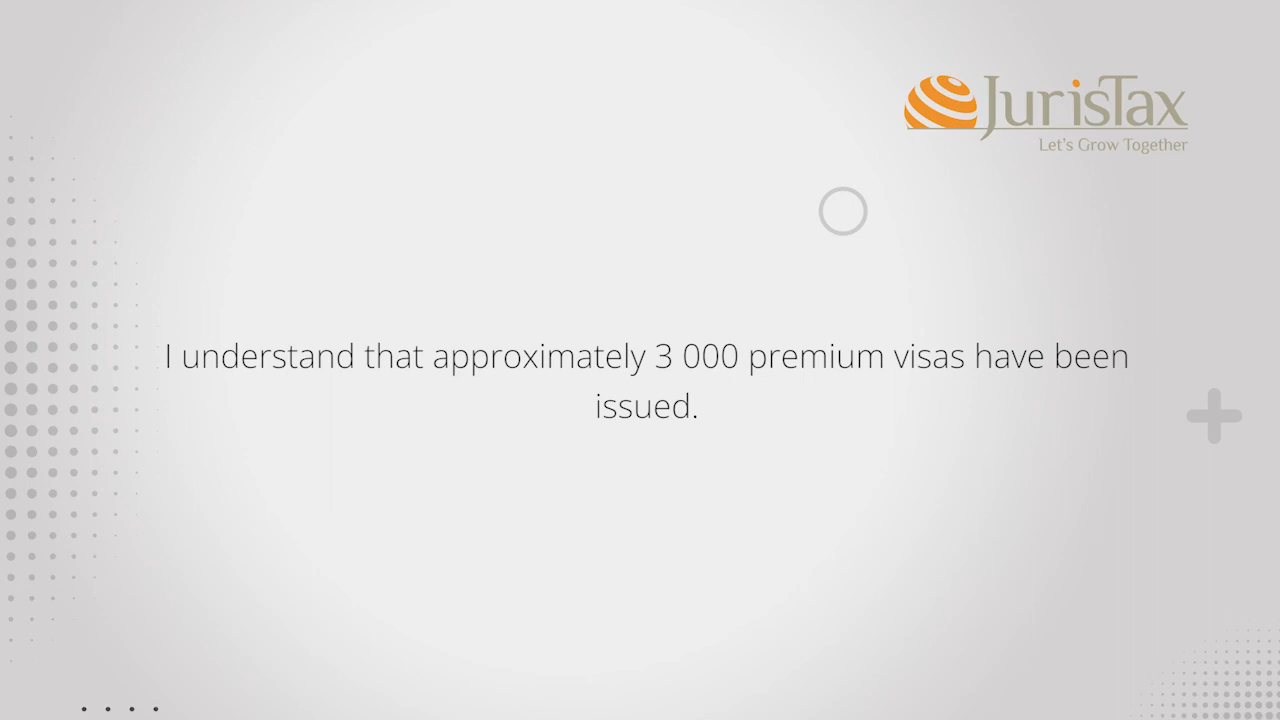 JurisTax
Let's Grow Together
I understand that approximately 3 000 premium visas have been
issued.